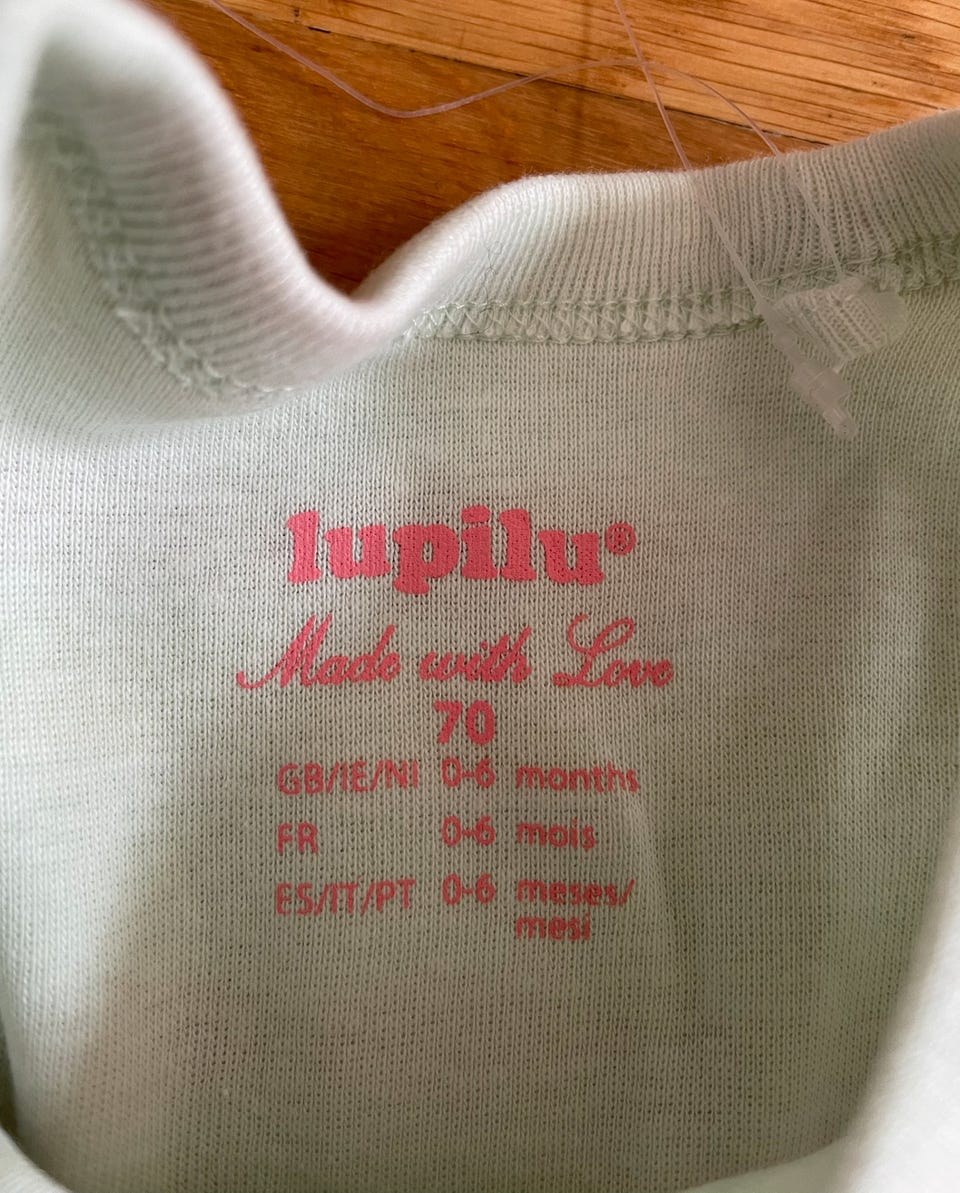 lupilu®
Made with Love
70
GB/IE/NI 0-6 months
FR 0-6 mois
ES/IT/PT 0-6 meses/
mesi